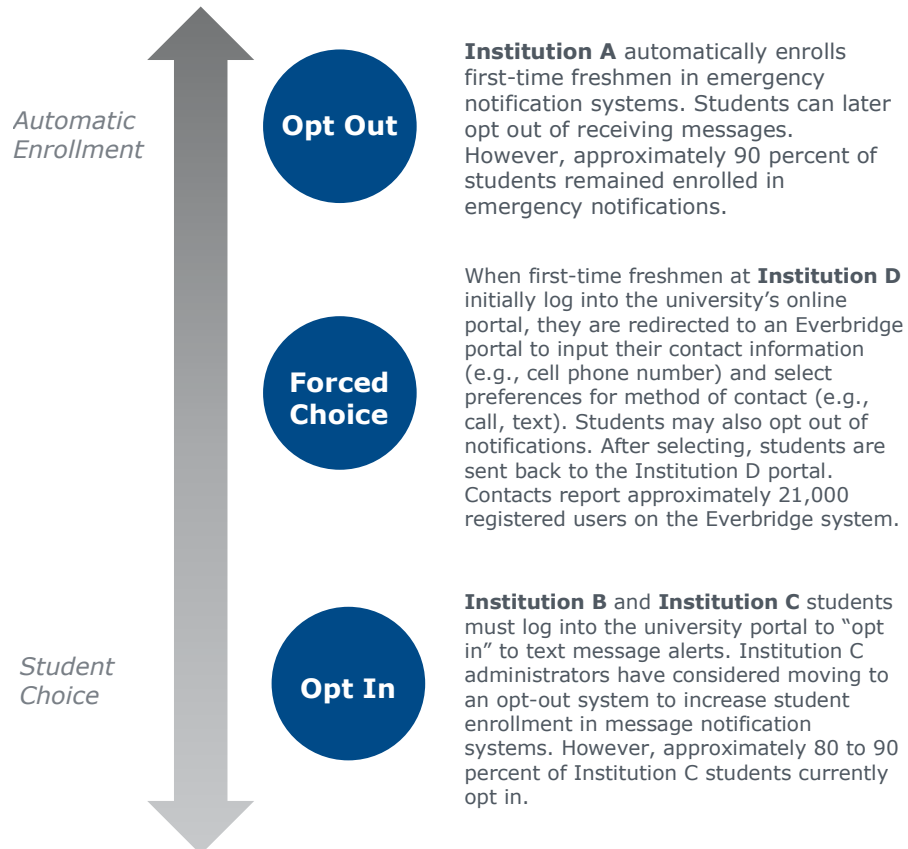 Automatic
Enrollment
Opt Out
Institution A automatically enrolls
first-time freshmen in emergency
notification systems. Students can later
opt out of receiving messages.
However, approximately 90 percent of
students remained enrolled in
emergency notifications.
Forced
Choice
When first-time freshmen at Institution D
initially log into the university’s online
portal, they are redirected to an Everbridge
portal to input their contact information
(e.g., cell phone number) and select
preferences for method of contact (e.g.,
call, text). Students may also opt out of
notifications. After selecting, students are
sent back to the Institution D portal.
Contacts report approximately 21,000
registered users on the Everbridge system.
Student
Choice
Opt In
Institution B and Institution C students
must log into the university portal to “opt
in” to text message alerts. Institution C
administrators have considered moving to
an opt-out system to increase student
enrollment in message notification
systems. However, approximately 80 to 90
percent of Institution C students currently
opt in.